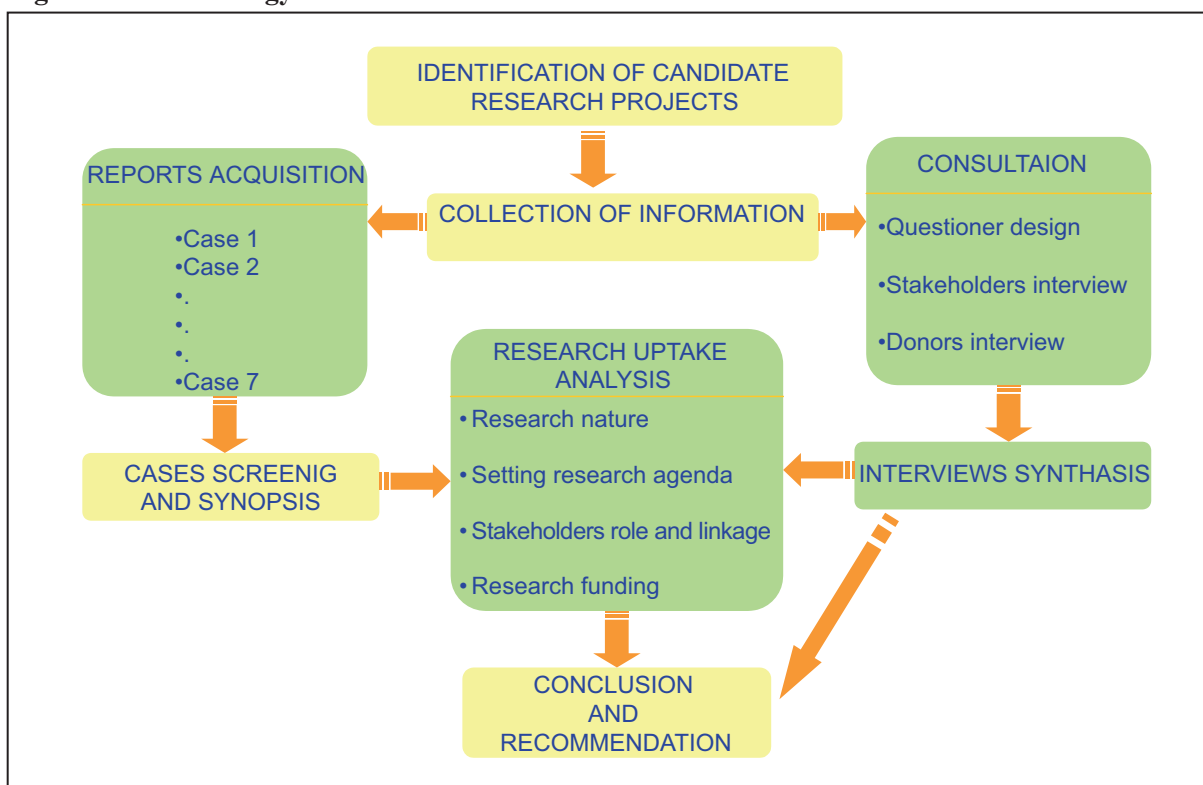 IDENTIFICATION OF CANDIDATE
RESEARCH PROJECTS
REPORTS ACQUISITION
•Case 1
•Case 2
•.
•.
•.
•Case 7
COLLECTION OF INFORMATION
CONSULTAION
•Questioner design
•Stakeholders interview
•Donors interview
CASES SCREENIG
AND SYNOPSIS
RESEARCH UPTAKE
ANALYSIS
• Research nature
• Setting research agenda
• Stakeholders role and linkage
• Research funding
INTERVIEWS SYNTHASIS
CONCLUSION
AND
RECOMMENDATION